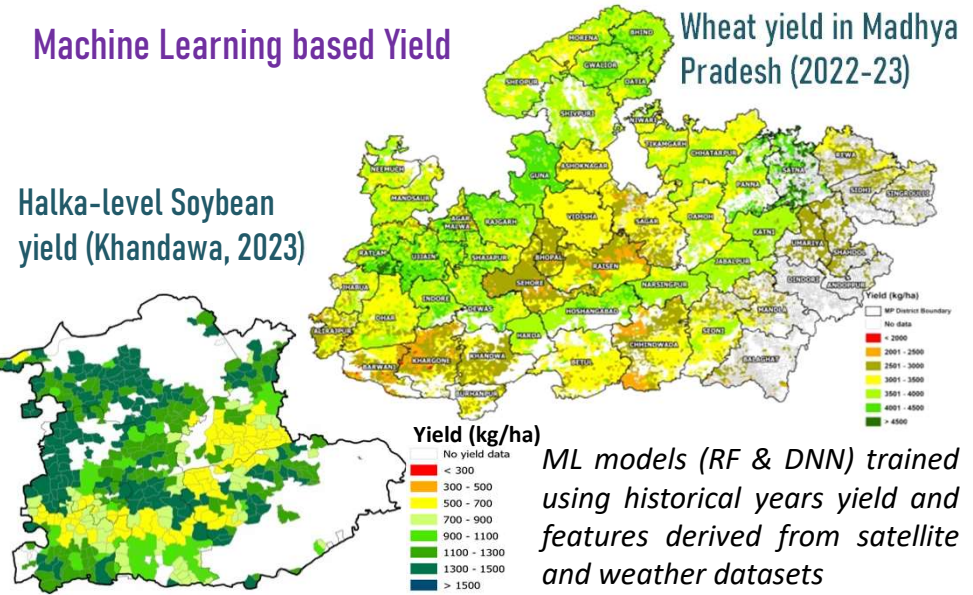 Machine Learning based Yield
Wheat yield in Madhya
Pradesh (2022-23)
Halka-level Soybean
yield (Khandawa, 2023)
MORENA
BHIND
GWALIOR
DATIA
SHEOPUR
SHIVPURI
NIWARI
TIKAMGARH
CHHATARPUR
REWA
SATNA
PANNA
SIDHI
SINGROULI
NEEMUCH
MANDSAUR
GUNA
ASHOKNAGAR
VIDISHA
SAGAR
DAMOH
KATNI
UMARIYA
SHAHDOL
AGAR
MALWA
RAJGARH
RATLAM
UJJAIN
SHAJAPUR
BHOPAL
RAISEN
JABALPUR
DINDORI
ANOPPUR
SEHORE
NARSINGPUR
JHABUA
INDORE
DEWAS
HOSHANGABAD
MANDLA
DHAR
HARDA
SEONI
ALIRAJPUR
KHARGONE
KHANDWA
CHHINDWADA
BETUL
BALAGHAT
BARWANI
BURHANPUR
Yield (kg/ha)
MP District Boundary
No data
< 2000
2001 - 2500
2501 - 3000
3001 - 3500
3501 - 4000
4001 - 4500
> 4500
Yield (kg/ha)
No yield data
< 300
300 - 500
500 - 700
700 - 900
900 - 1100
1100 - 1300
1300 - 1500
> 1500
ML models (RF & DNN) trained
using historical years yield and
features derived from satellite
and weather datasets